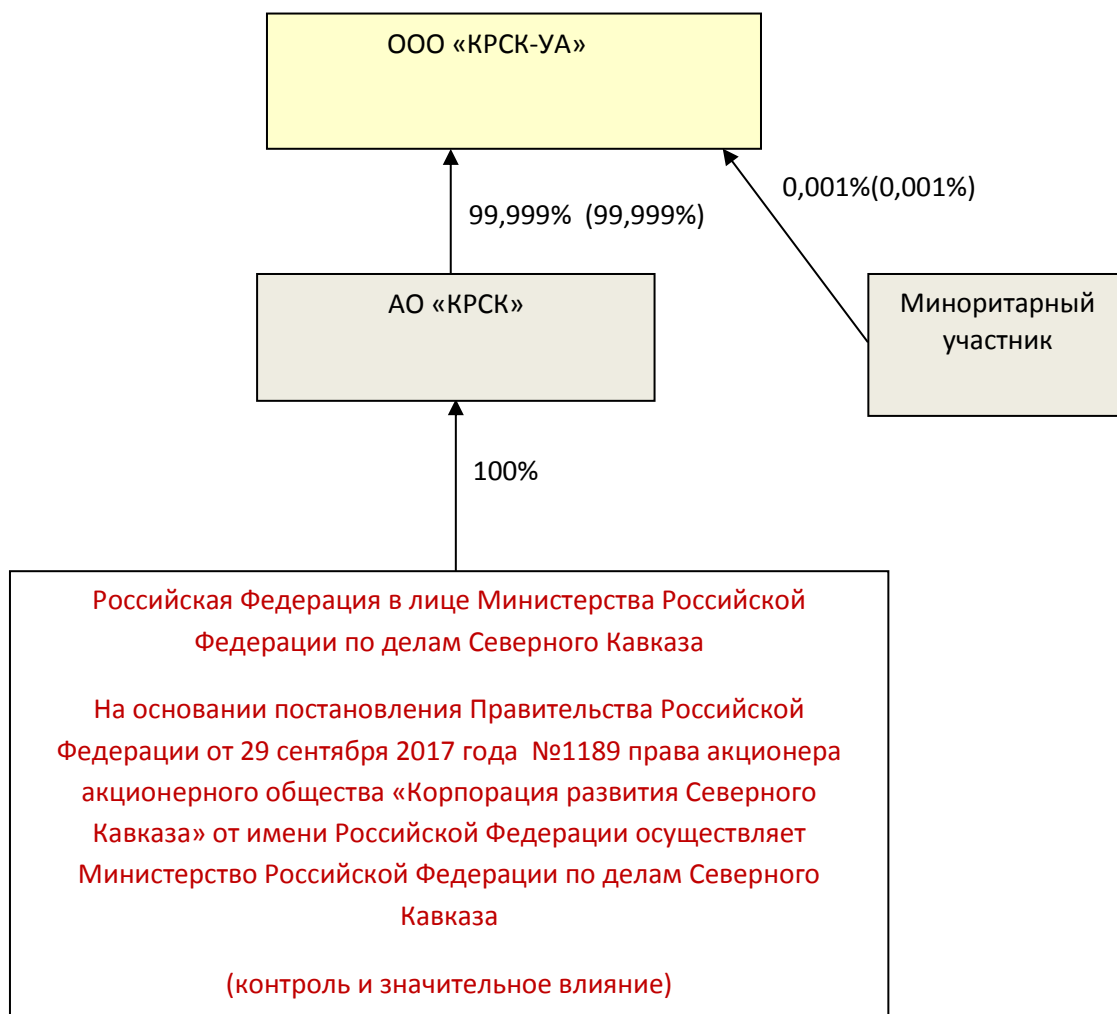 ООО «КРСК-УА»
0,001%(0,001%)
99,999% (99,999%)
АО «КРСК»
Миноритарный
участник
100%
Российская Федерация в лице Министерства Российской
Федерации по делам Северного Кавказа
На основании постановления Правительства Российской
Федерации от 29 сентября 2017 года №1189 права акционера
акционерного общества «Корпорация развития Северного
Кавказа» от имени Российской Федерации осуществляет
Министерство Российской Федерации по делам Северного
Кавказа
(контроль и значительное влияние)